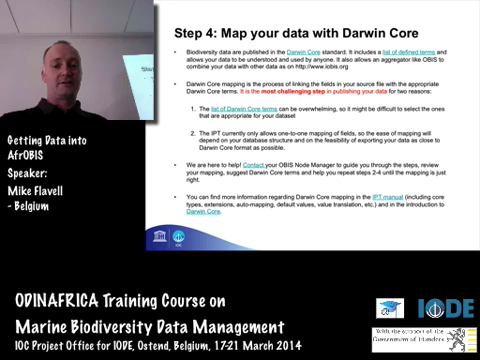 Step 4: Map your data with Darwin Core
• Biodiversity data are published in the Darwin Core standard. It includes a list of defined terms and
allows your data to be understood and used by anyone. It also allows an aggregator like OBIS to
combine your data with other data as on http://www.iobis.org
• Darwin Core mapping is the process of linking the fields in your source file with the appropriate
Darwin Core terms. It is the most challenging step in publishing your data for two reasons:
1. The list of Darwin Core terms can be overwhelming, so it might be difficult to select the ones
that are appropriate for your dataset
2. The IPT currently only allows one-to-one mapping of fields, so the ease of mapping will
depend on your database structure and on the feasibility of exporting your data as close to
Darwin Core format as possible.
• We are here to help! Contact your OBIS Node Manager to guide you through the steps, review
your mapping, suggest Darwin Core terms and help you repeat steps 2-4 until the mapping is just
right.
• You can find more information regarding Darwin Core mapping in the IPT manual (including core
types, extensions, auto-mapping, default values, value translation, etc.) and in the introduction to
Darwin Core.
Getting Data into
AfrOBIS
Speaker:
Mike Flavell
- Belgium
ODINAFRICA Training Course on
Marine Biodiversity Data Management
IOC Project Office for IODE, Ostend, Belgium, 17-21 March 2014
IODE
With the support of the
Government of Flanders